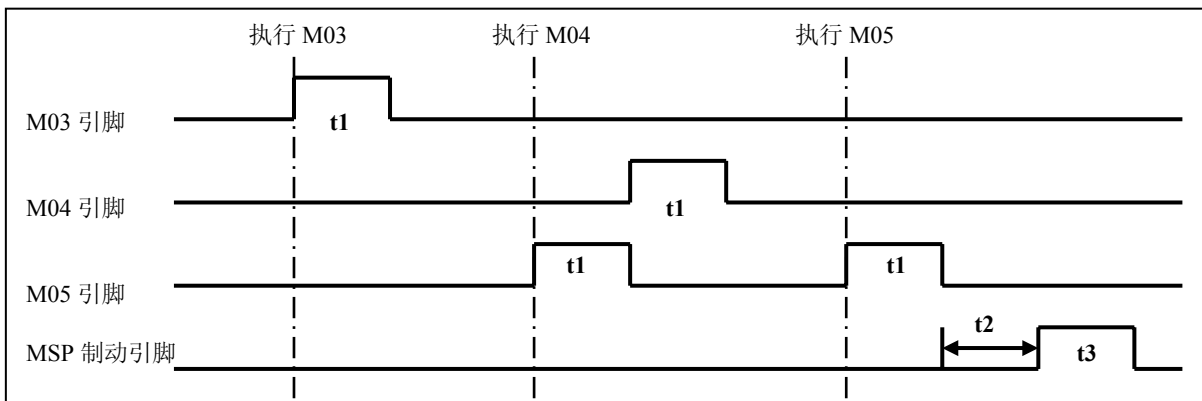 执行 M03 执行 M04 执行 M05
M03 引脚 t1
M04 引脚 t1
M05 引脚 t1 t1
MSP 制动引脚 t2 t3